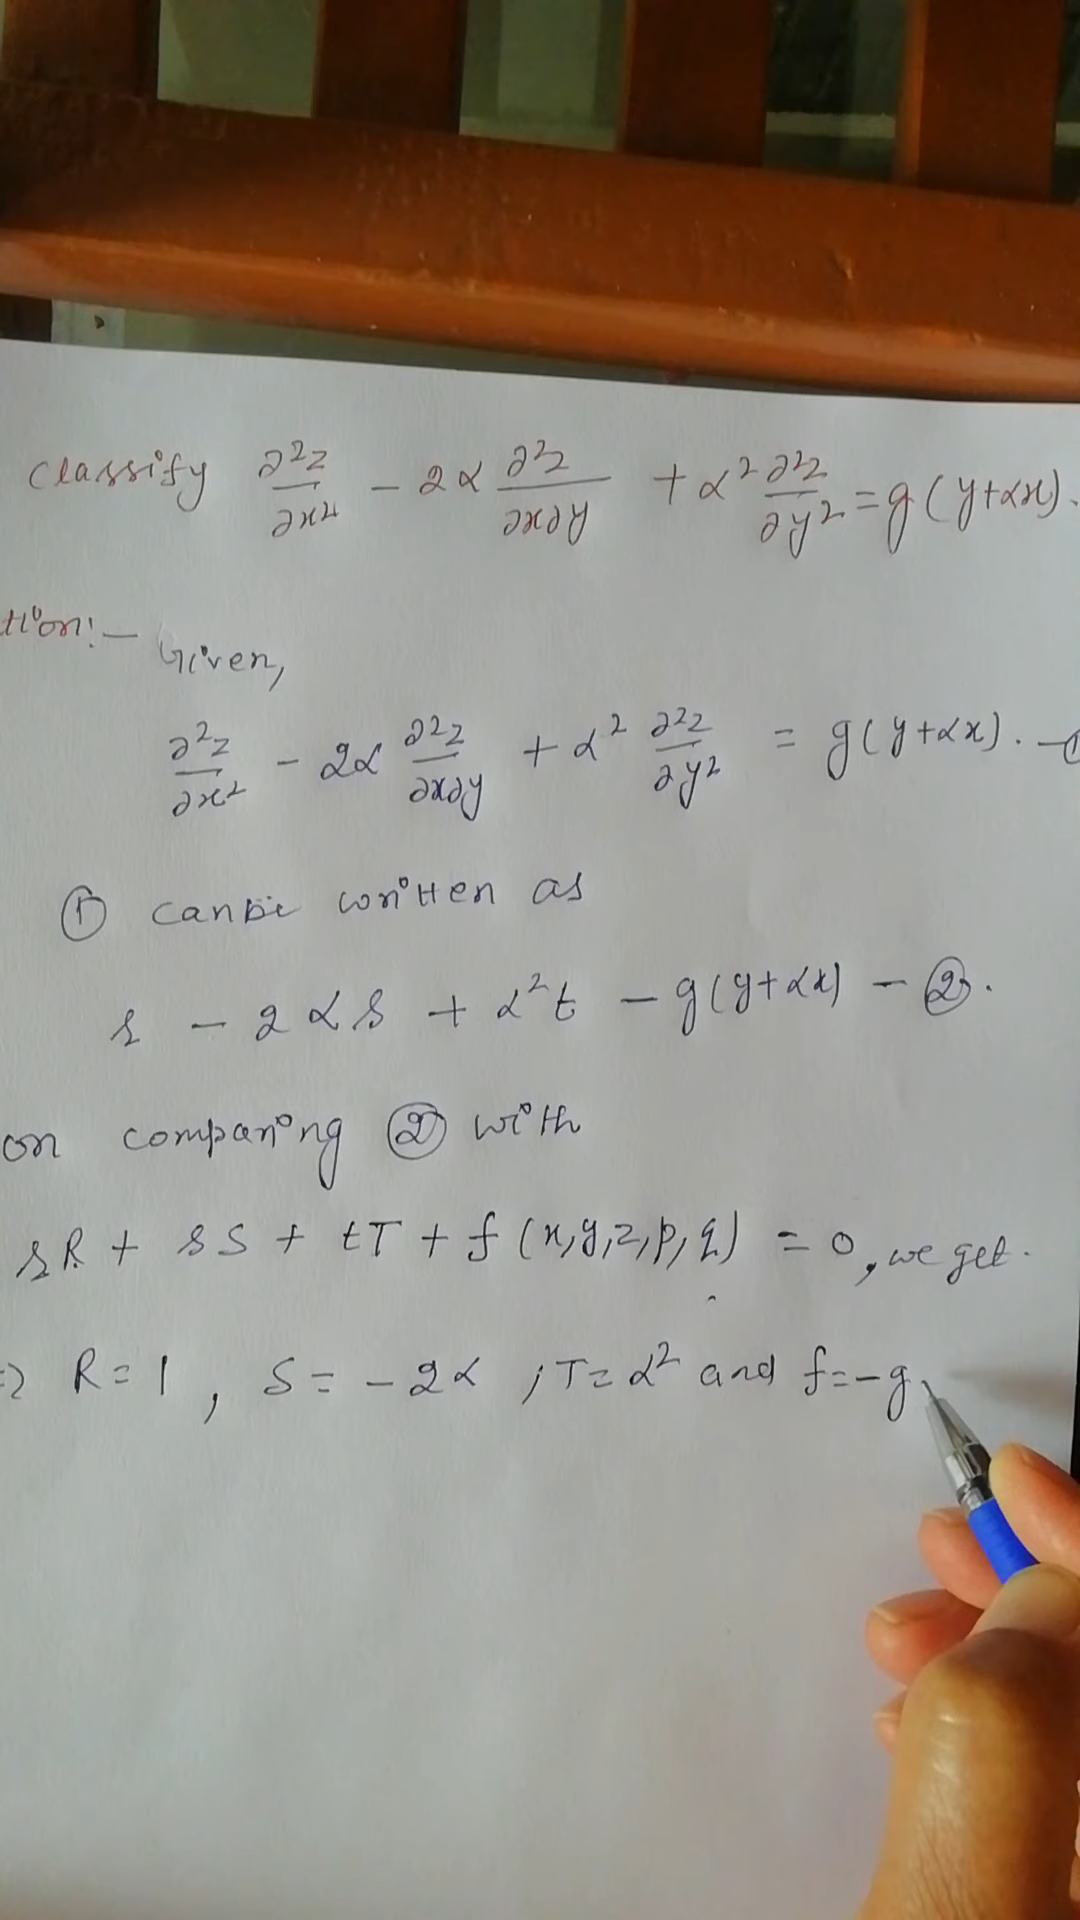 Classify ∂²z/∂x² - 2α ∂²z/∂x∂y + α² ∂²z/∂y² = g(y+αx).
tion:-
Given,
∂²z/∂x² - 2α ∂²z/∂x∂y + α² ∂²z/∂y² = g(y+αx). - ①
① can be written as
r - 2αs + α²t - g(y+αx) - ②.
on comparing ② with
rR + sS + tT + f(x,y,z,p,q) = 0, we get.
⇒ R=1, S=-2α ; T=α² and f=-g